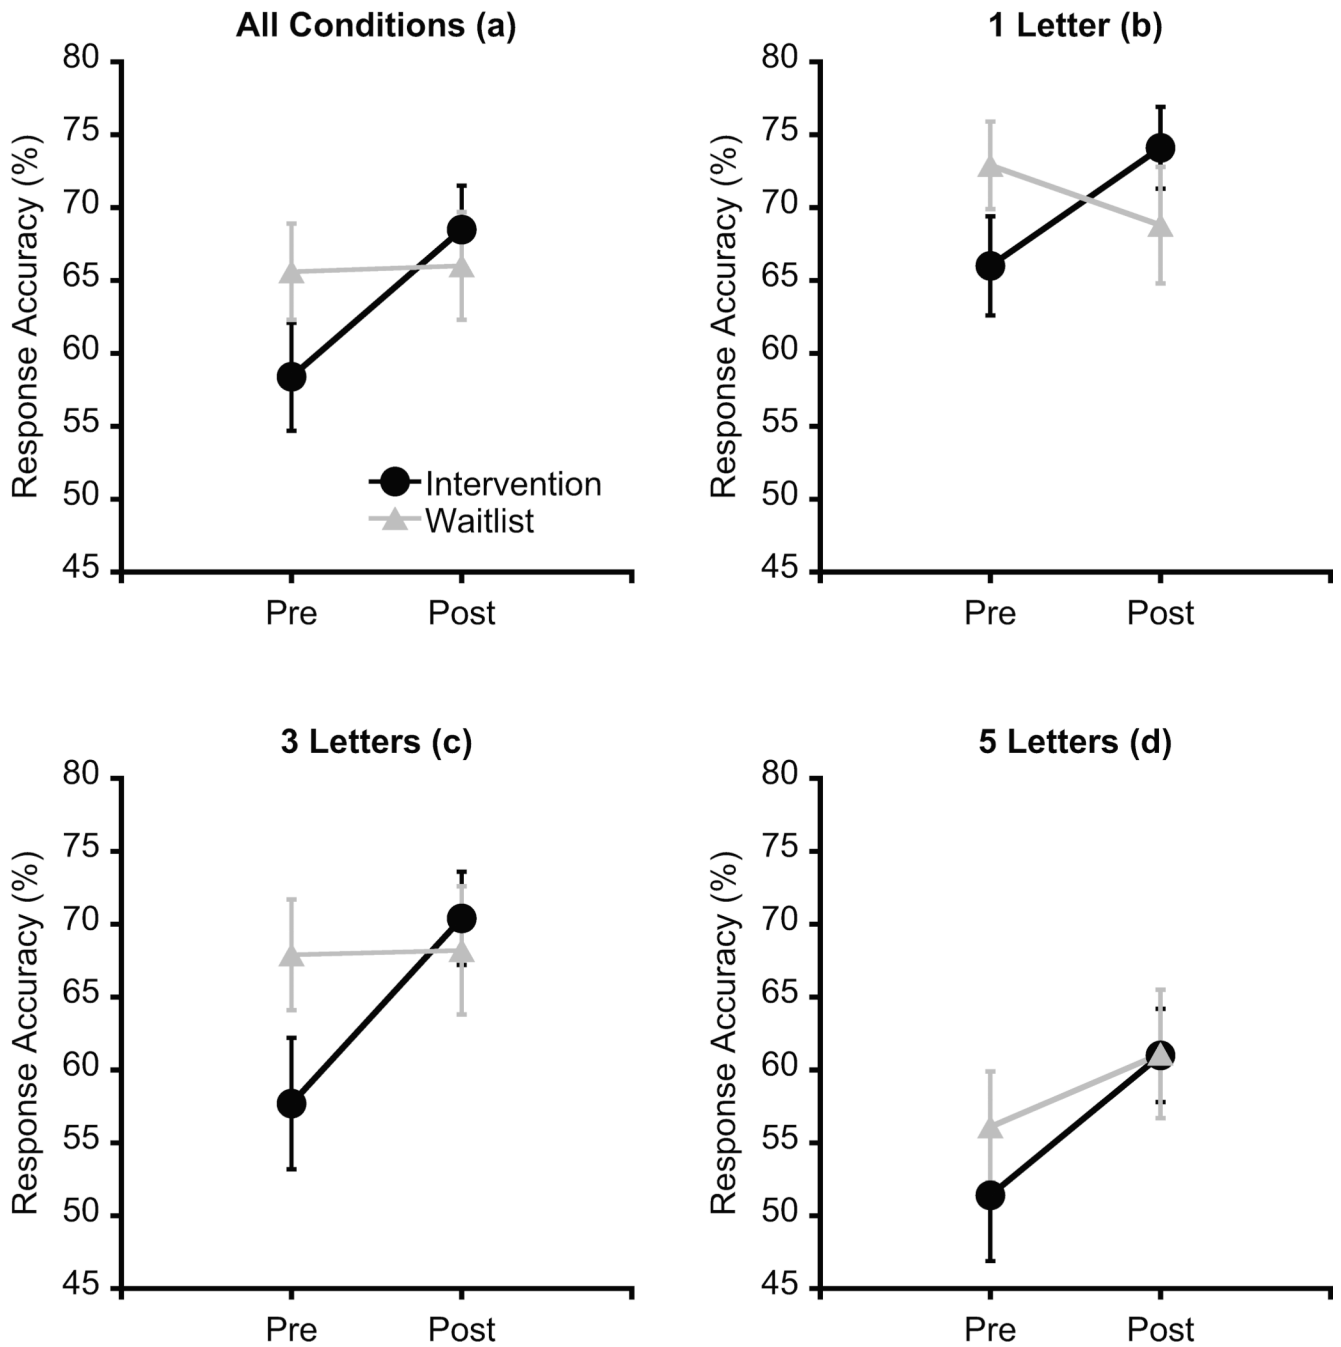 All Conditions (a)
80
75
70
65
60
55
50
45
Response Accuracy (%)
Intervention
Waitlist
Pre Post
1 Letter (b)
80
75
70
65
60
55
50
45
Response Accuracy (%)
Pre Post
3 Letters (c)
80
75
70
65
60
55
50
45
Response Accuracy (%)
Pre Post
5 Letters (d)
80
75
70
65
60
55
50
45
Response Accuracy (%)
Pre Post